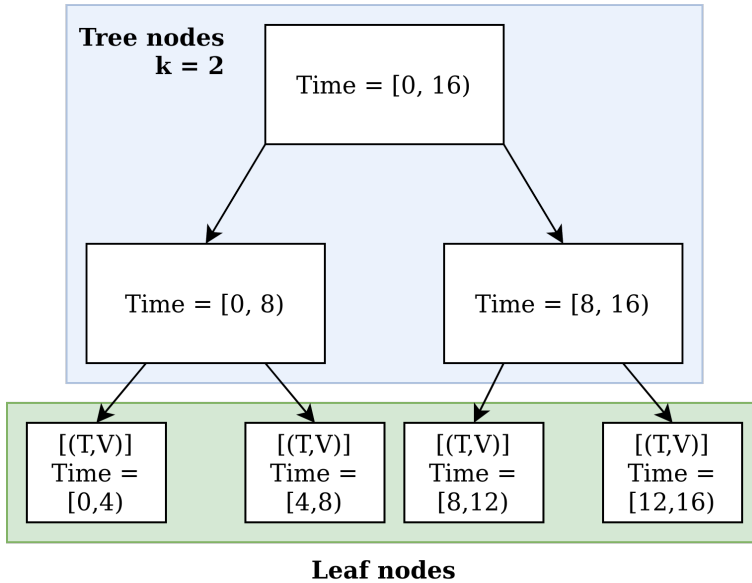 Tree nodes
k = 2
Time = [0, 16)
Time = [0, 8)
Time = [8, 16)
[(T,V)]
Time =
[0,4)
[(T,V)]
Time =
[4,8)
[(T,V)]
Time =
[8,12)
[(T,V)]
Time =
[12,16)
Leaf nodes